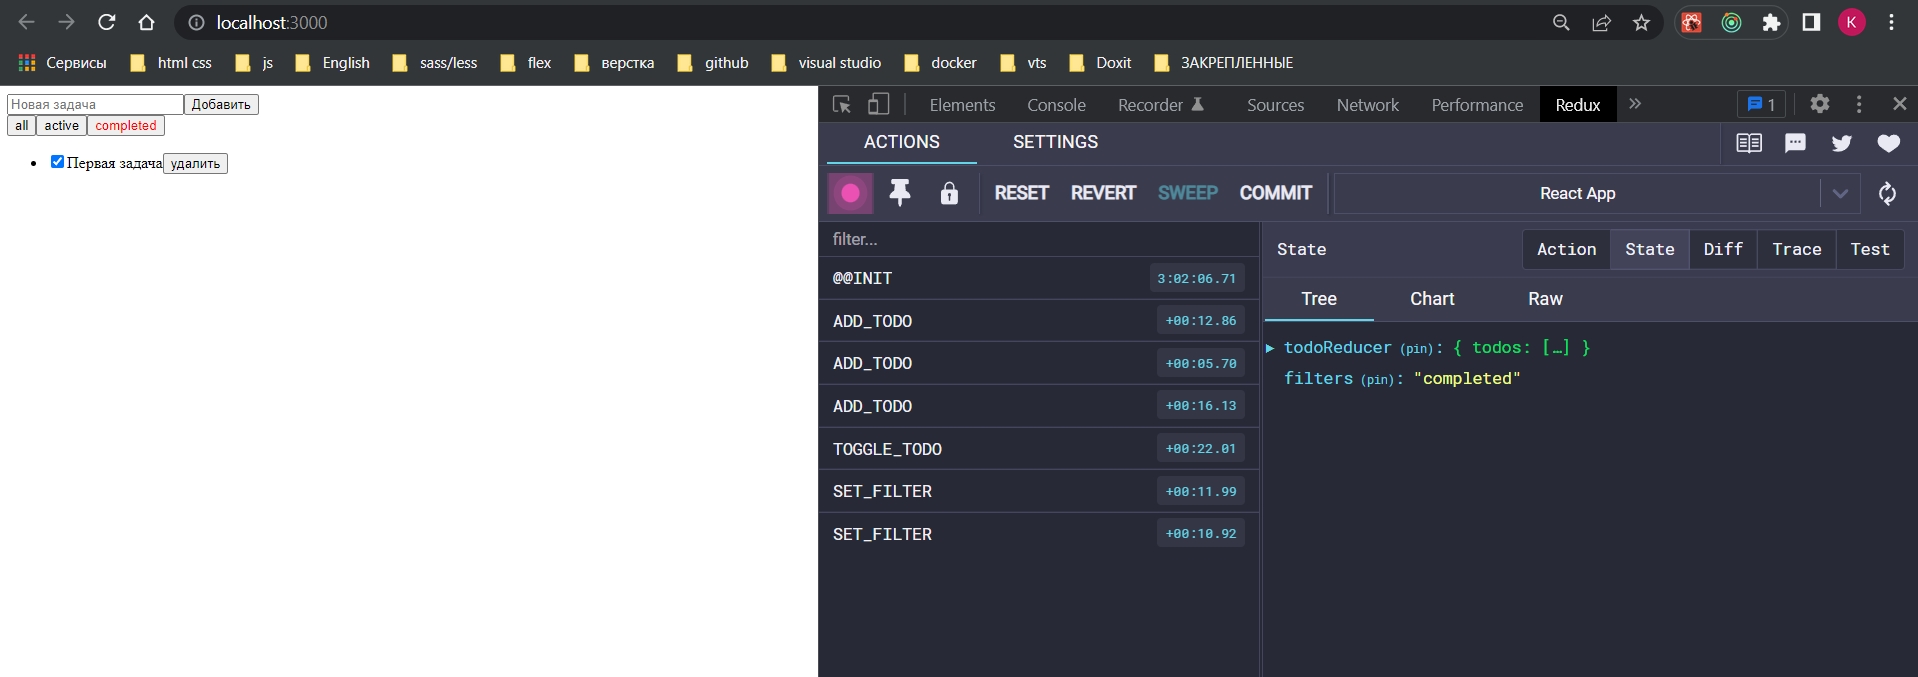 localhost:3000
K
Сервисы html css js English sass/less flex верстка github visual studio docker vts Doxit ЗАКРЕПЛЕННЫЕ
Новая задача Добавить
all active completed
Первая задача удалить
Elements Console Recorder Sources Network Performance Redux » 1
ACTIONS SETTINGS
RESET REVERT SWEEP COMMIT React App
filter...
@@INIT 3:02:06.71
ADD_TODO +00:12.86
ADD_TODO +00:05.70
ADD_TODO +00:16.13
TOGGLE_TODO +00:22.01
SET_FILTER +00:11.99
SET_FILTER +00:10.92
State Action State Diff Trace Test
Tree Chart Raw
todoReducer (pin): { todos: […] }
filters (pin): "completed"